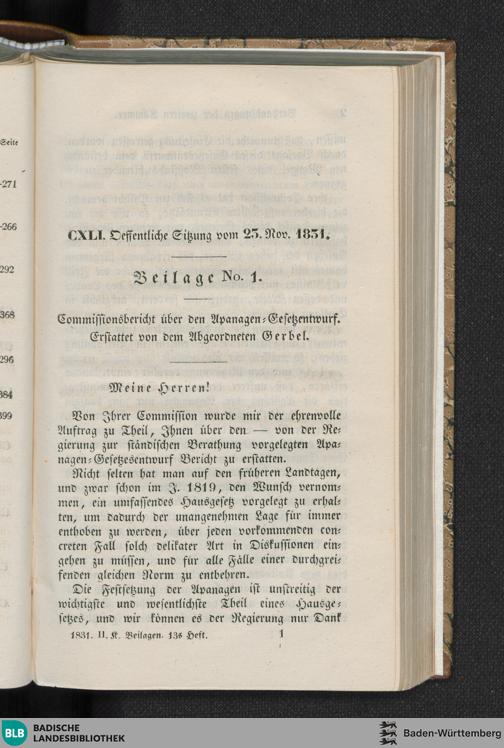 Seite
-271
-266
292
368
296
384
399
CXLI. Oeffentliche Sitzung vom 23. Nov. 1831.
Beilage No. 1.
Commissionsbericht über den Apanagen-Gesetzentwurf.
Erstattet von dem Abgeordneten Gerbel.
Meine Herren!
Von Ihrer Commission wurde mir der ehrenvolle
Auftrag zu Theil, Ihnen über den — von der Re-
gierung zur ständischen Berathung vorgelegten Apa-
nagen-Gesetzesentwurf Bericht zu erstatten.
Nicht selten hat man auf den früheren Landtagen,
und zwar schon im J. 1819, den Wunsch vernom-
men, ein umfassendes Hausgesetz vorgelegt zu erhal-
ten, um dadurch der unangenehmen Lage für immer
enthoben zu werden, über jeden vorkommenden con-
creten Fall solch delikater Art in Diskussionen ein-
gehen zu müssen, und für alle Fälle einer durchgrei-
fenden gleichen Norm zu entbehren.
Die Festsetzung der Apanagen ist unstreitig der
wichtigste und wesentlichste Theil eines Hausge-
setzes, und wir können es der Regierung nur Dank
1831. II. K. Beilagen. 13s Heft. 1
BLB BADISCHE
LANDESBIBLIOTHEK
Baden-Württemberg